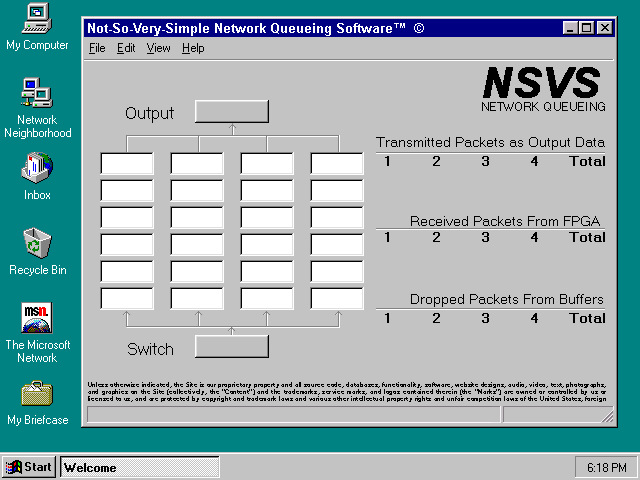 My Computer
Network
Neighborhood
Inbox
Recycle Bin
msn.
The Microsoft
Network
My Briefcase
Not-So-Very-Simple Network Queueing Software™ ©
File Edit View Help
NSVS
NETWORK QUEUEING
Output
Switch
Transmitted Packets as Output Data
1 2 3 4 Total
Received Packets From FPGA
1 2 3 4 Total
Dropped Packets From Buffers
1 2 3 4 Total
Unless otherwise indicated, the Site is our proprietary property and all source code, databases, functionality, software, website designs, audio, video, text, photographs,
and graphics on the Site (collectively, the "Content") and the trademarks, service marks, and logos contained therein (the "Marks") are owned or controlled by us or
licensed to us, and are protected by copyright and trademark laws and various other intellectual property rights and unfair competition laws of the United States, foreign
Start
Welcome
6:18 PM